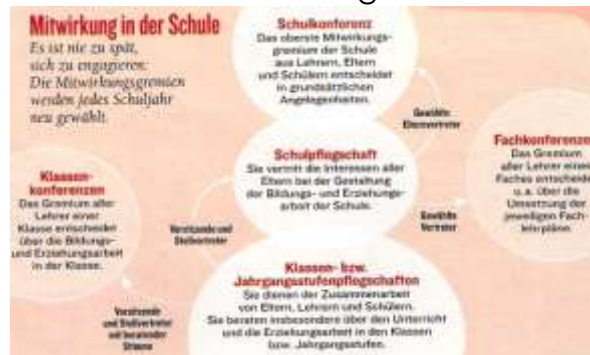 Mitwirkung in der Schule
Es ist nie zu spät,
sich zu engagieren:
Die Mitwirkungsgremien
werden jedes Schuljahr
neu gewählt.
Schulkonferenz
Das oberste Mitwirkungs-
gremium der Schule
aus Lehrern, Eltern
und Schülern entscheidet
in grundsätzlichen
Angelegenheiten.
Gewählte
Elternvertreter
Schulpflegschaft
Sie vertritt die Interessen aller
Eltern bei der Gestaltung
der Bildungs- und Erziehungs-
arbeit der Schule.
Fachkonferenze
Das Gremium
aller Lehrer eines
Faches entscheide
u. a. über die
Umsetzung der
jeweiligen Fach-
lehrpläne.
Klassen-
konferenzen
Das Gremium aller
Lehrer einer
Klasse entscheidet
über die Bildungs-
und Erziehungsarbeit
in der Klasse.
Vorsitzende und
Stellvertreter
Gewählte
Vertreter
Klassen- bzw.
Jahrgangsstufenpflegschaften
Sie dienen der Zusammenarbeit
von Eltern, Lehrern und Schülern.
Sie beraten insbesondere über den Unterricht
und die Erziehungsarbeit in den Klassen
bzw. Jahrgangsstufen.
Vorsitzende
und Stellvertreter
mit beratender
Stimme